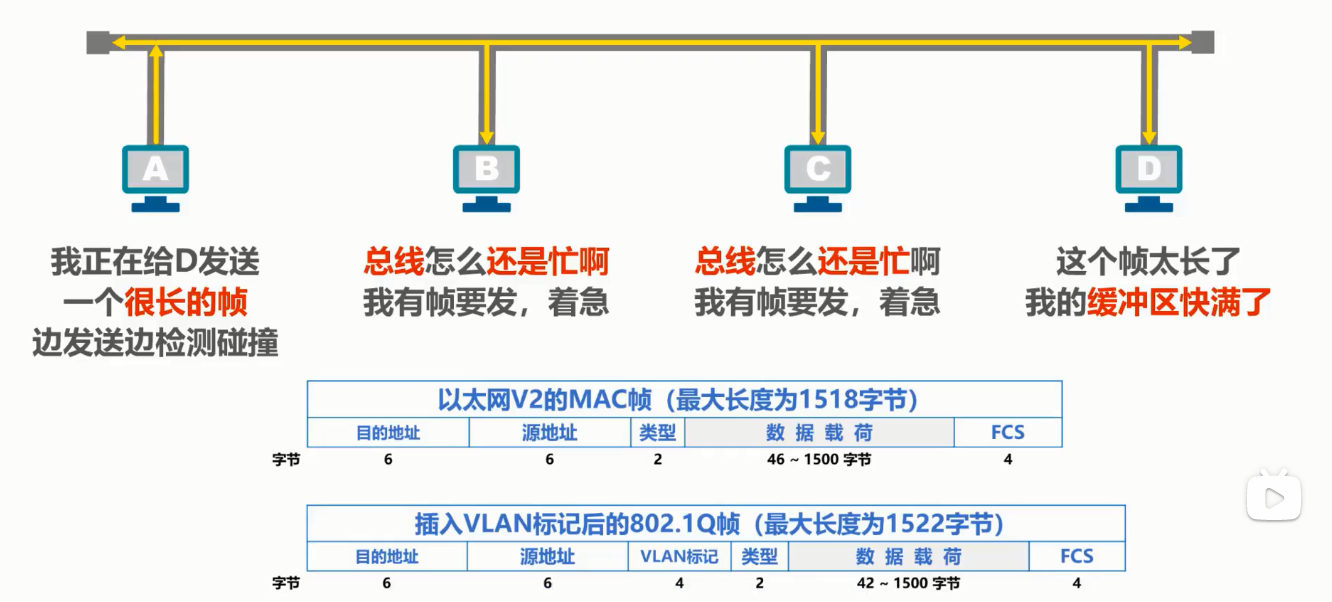 A
B
C
D
我正在给D发送
一个很长的帧
边发送边检测碰撞
总线怎么还是忙啊
我有帧要发，着急
总线怎么还是忙啊
我有帧要发，着急
这个帧太长了
我的缓冲区快满了
以太网V2的MAC帧（最大长度为1518字节）
目的地址 源地址 类型 数 据 载 荷 FCS
字节 6 6 2 46 ~ 1500 字节 4
插入VLAN标记后的802.1Q帧（最大长度为1522字节）
目的地址 源地址 VLAN标记 类型 数 据 载 荷 FCS
字节 6 6 4 2 42 ~ 1500 字节 4